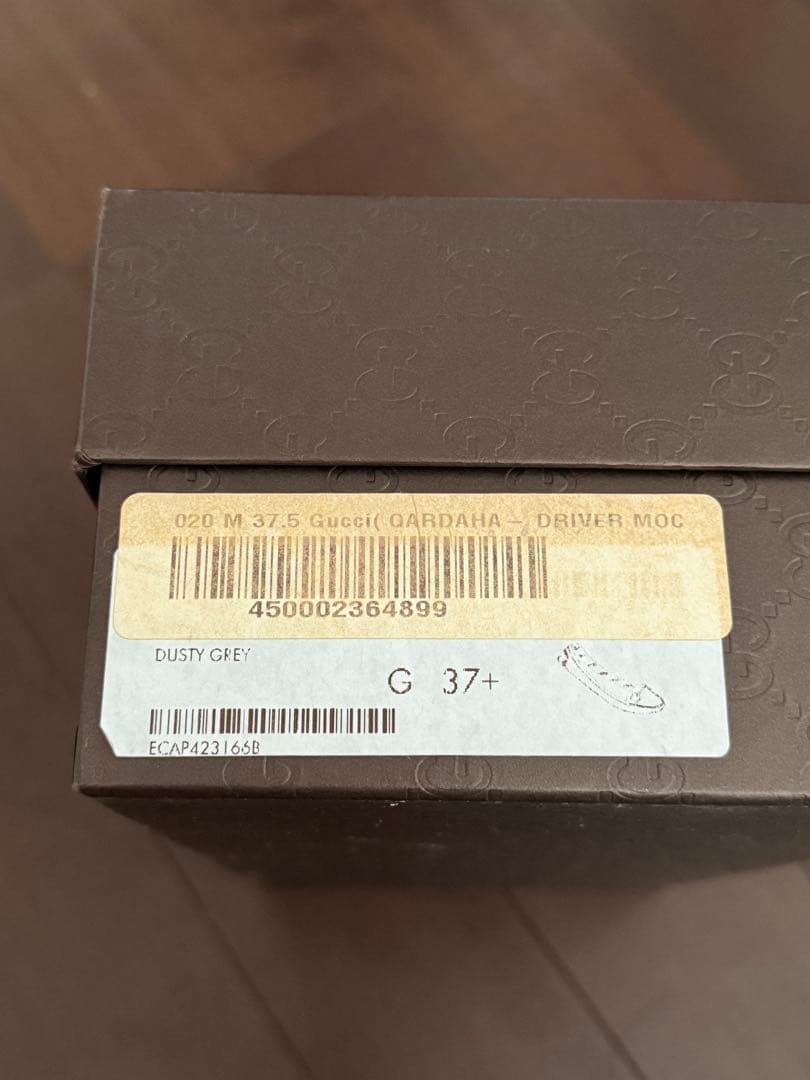 020 M 37.5 Gucci( QARDAHA – DRIVER MOC
450002364899
DUSTY GREY
G 37+
ECAP423166B